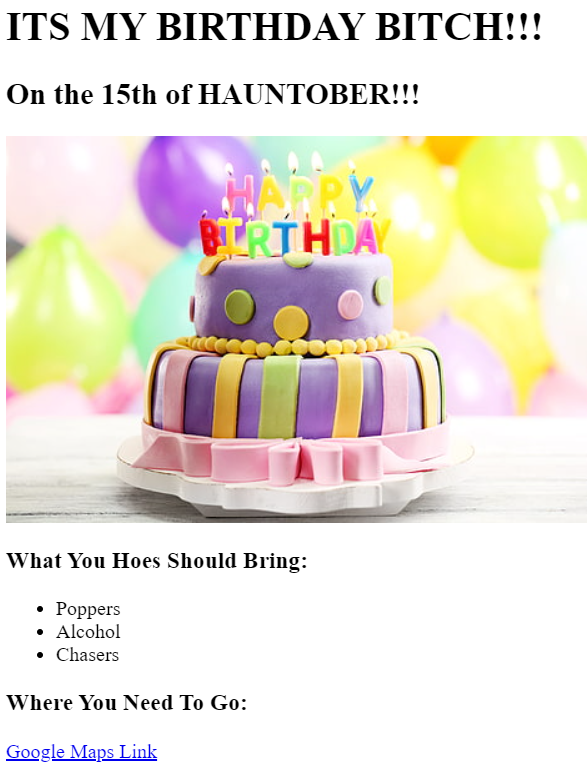 ITS MY BIRTHDAY BITCH!!!
On the 15th of HAUNTOBER!!!
HAPPY
BIRTHDAY
What You Hoes Should Bring:
Poppers
Alcohol
Chasers
Where You Need To Go:
Google Maps Link